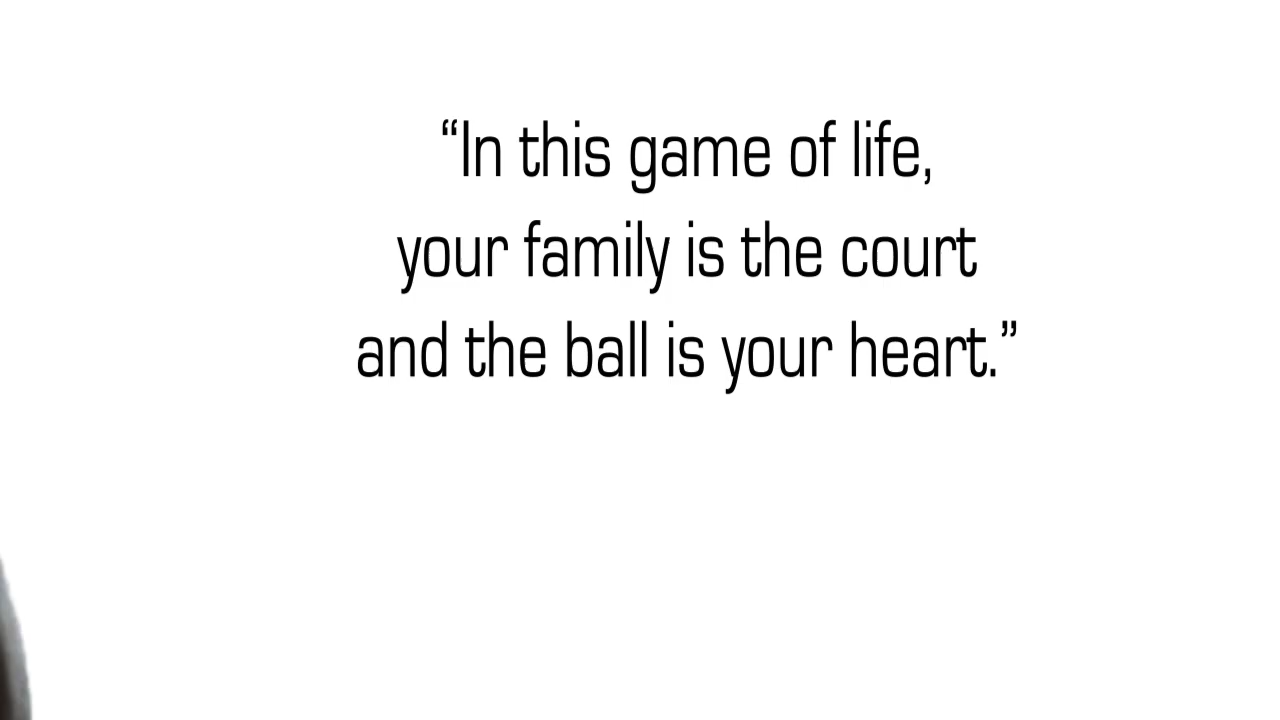 “In this game of life,
your family is the court
and the ball is your heart.”